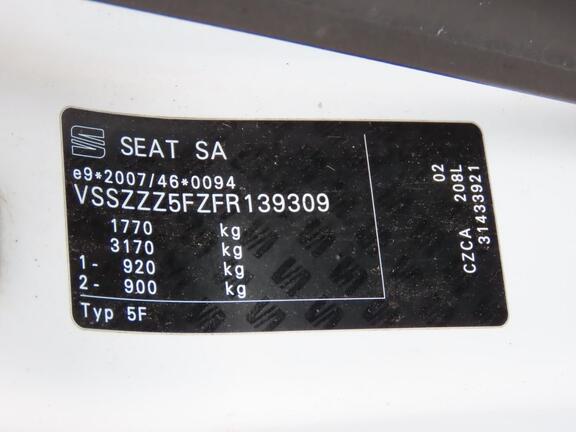 SEAT SA
e9*2007/46*0094
VSSZZZ5FZFR139309
1770 kg
3170 kg
1- 920 kg
2- 900 kg
Typ 5F
02
CZCA 208L
31433921